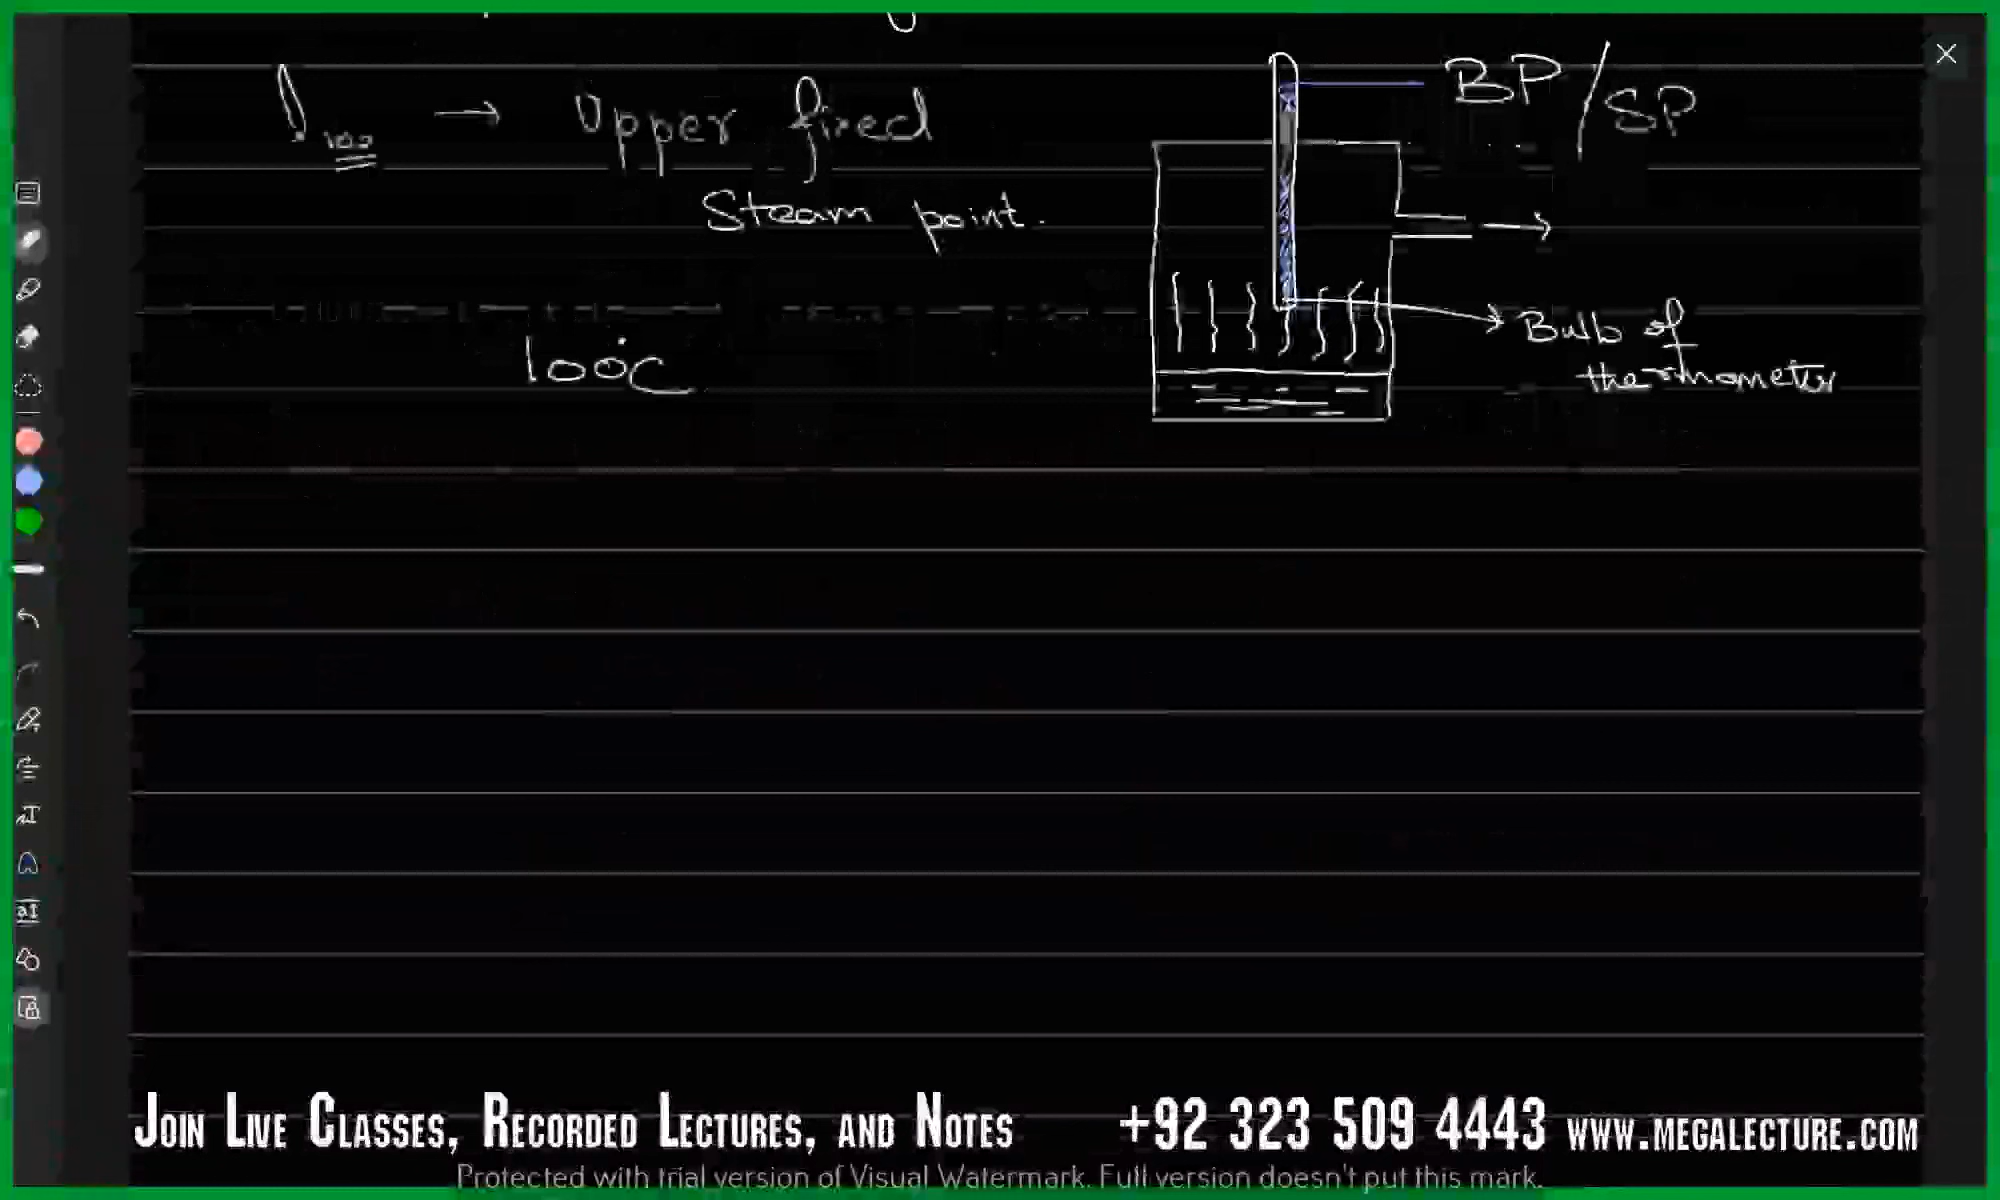 l₁₀₀ → Upper fixed
Steam point.
100°C
BP/SP
Bulb of
thermometer
JOIN LIVE CLASSES, RECORDED LECTURES, AND NOTES +92 323 509 4443 WWW.MEGALECTURE.COM
Protected with trial version of Visual Watermark. Full version doesn't put this mark.